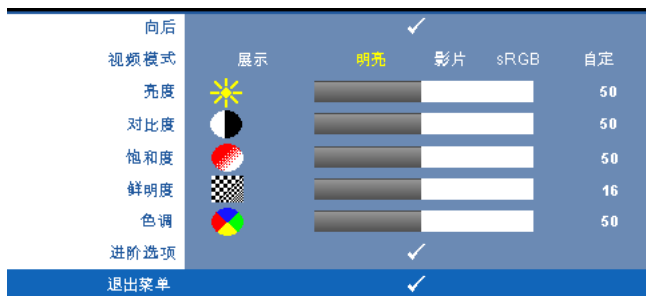 向后
视频模式 展示 明亮 影片 sRGB 自定
亮度 50
对比度 50
饱和度 50
鲜明度 16
色调 50
进阶选项
退出菜单